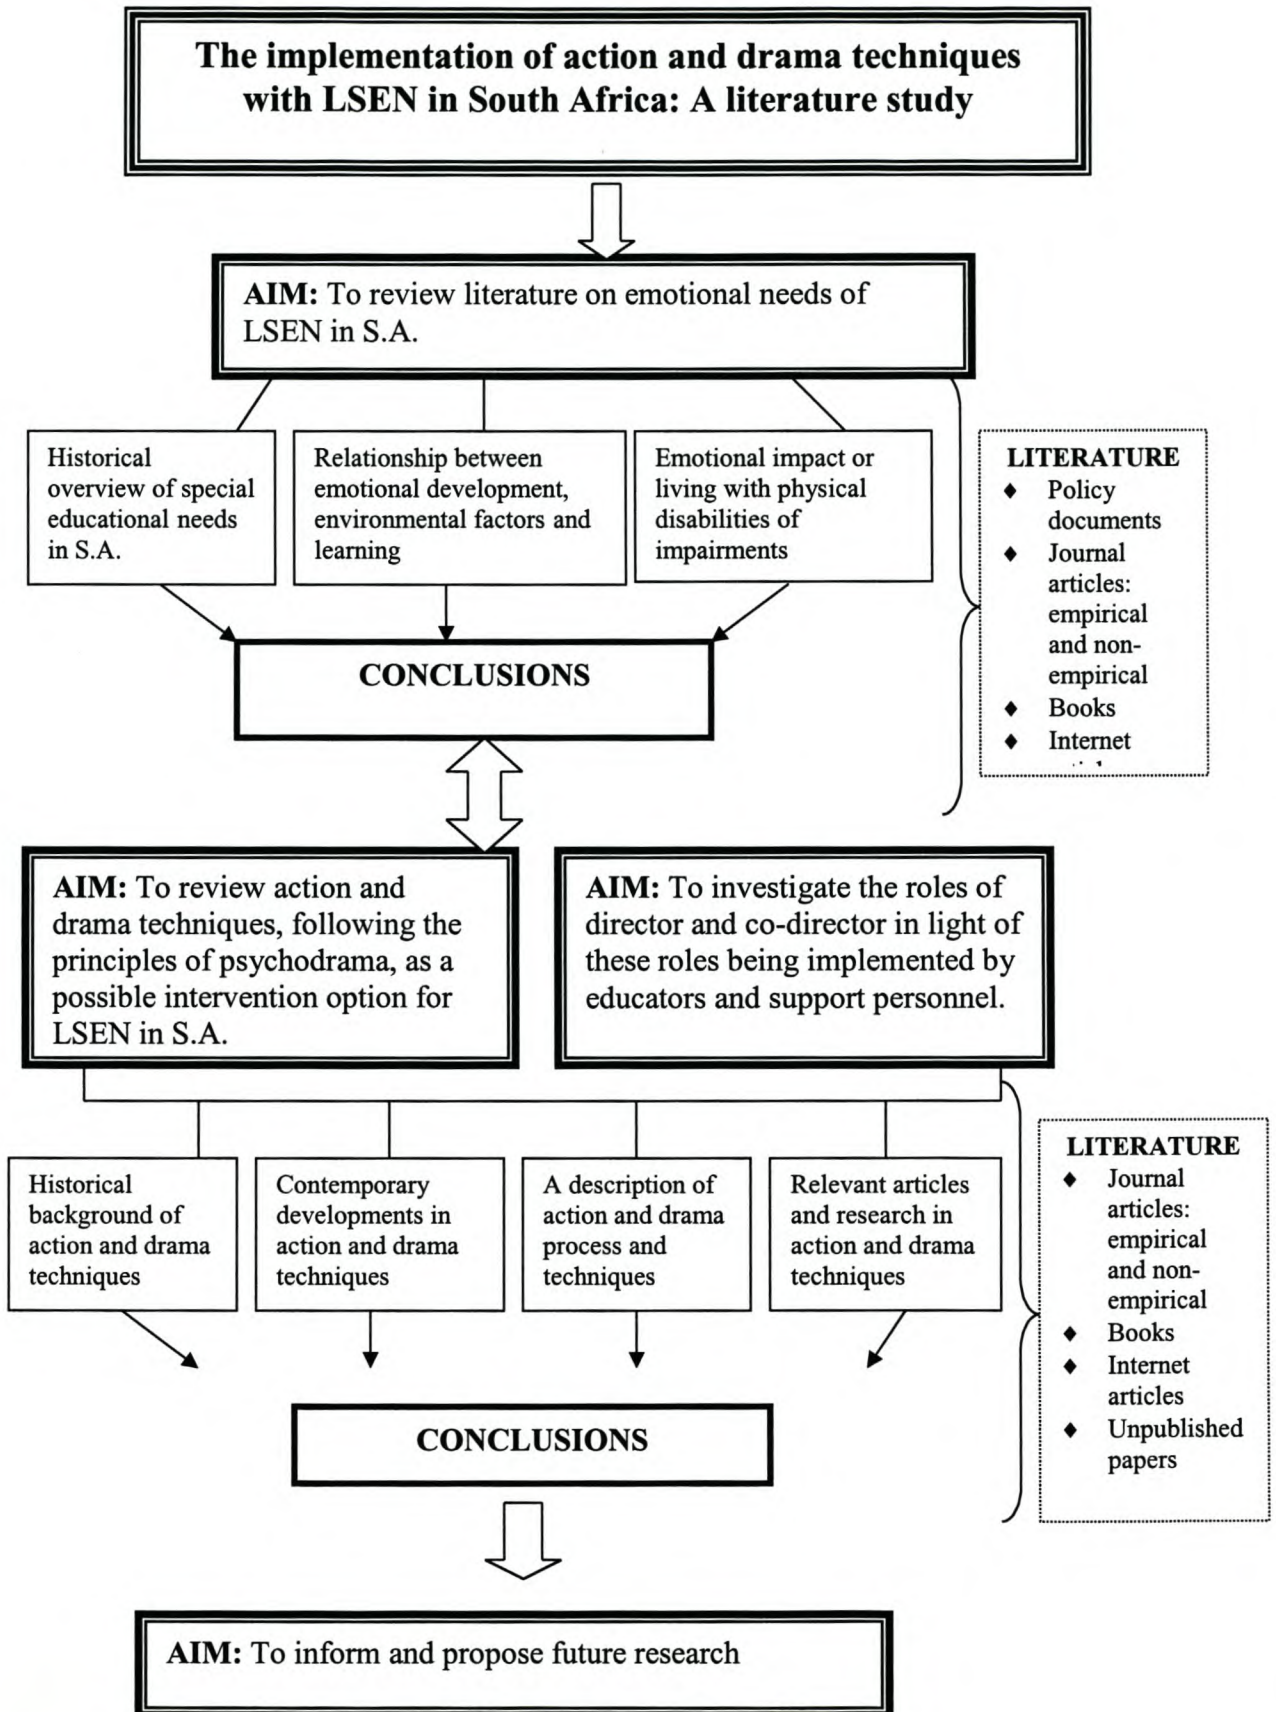 The implementation of action and drama techniques
with LSEN in South Africa: A literature study
AIM: To review literature on emotional needs of
LSEN in S.A.
Historical
overview of special
educational needs
in S.A.
Relationship between
emotional development,
environmental factors and
learning
Emotional impact or
living with physical
disabilities of
impairments
LITERATURE
♦ Policy
documents
♦ Journal
articles:
empirical
and non-
empirical
♦ Books
♦ Internet
CONCLUSIONS
AIM: To review action and
drama techniques, following the
principles of psychodrama, as a
possible intervention option for
LSEN in S.A.
AIM: To investigate the roles of
director and co-director in light of
these roles being implemented by
educators and support personnel.
Historical
background of
action and drama
techniques
Contemporary
developments in
action and drama
techniques
A description of
action and drama
process and
techniques
Relevant articles
and research in
action and drama
techniques
LITERATURE
♦ Journal
articles:
empirical
and non-
empirical
♦ Books
♦ Internet
articles
♦ Unpublished
papers
CONCLUSIONS
AIM: To inform and propose future research